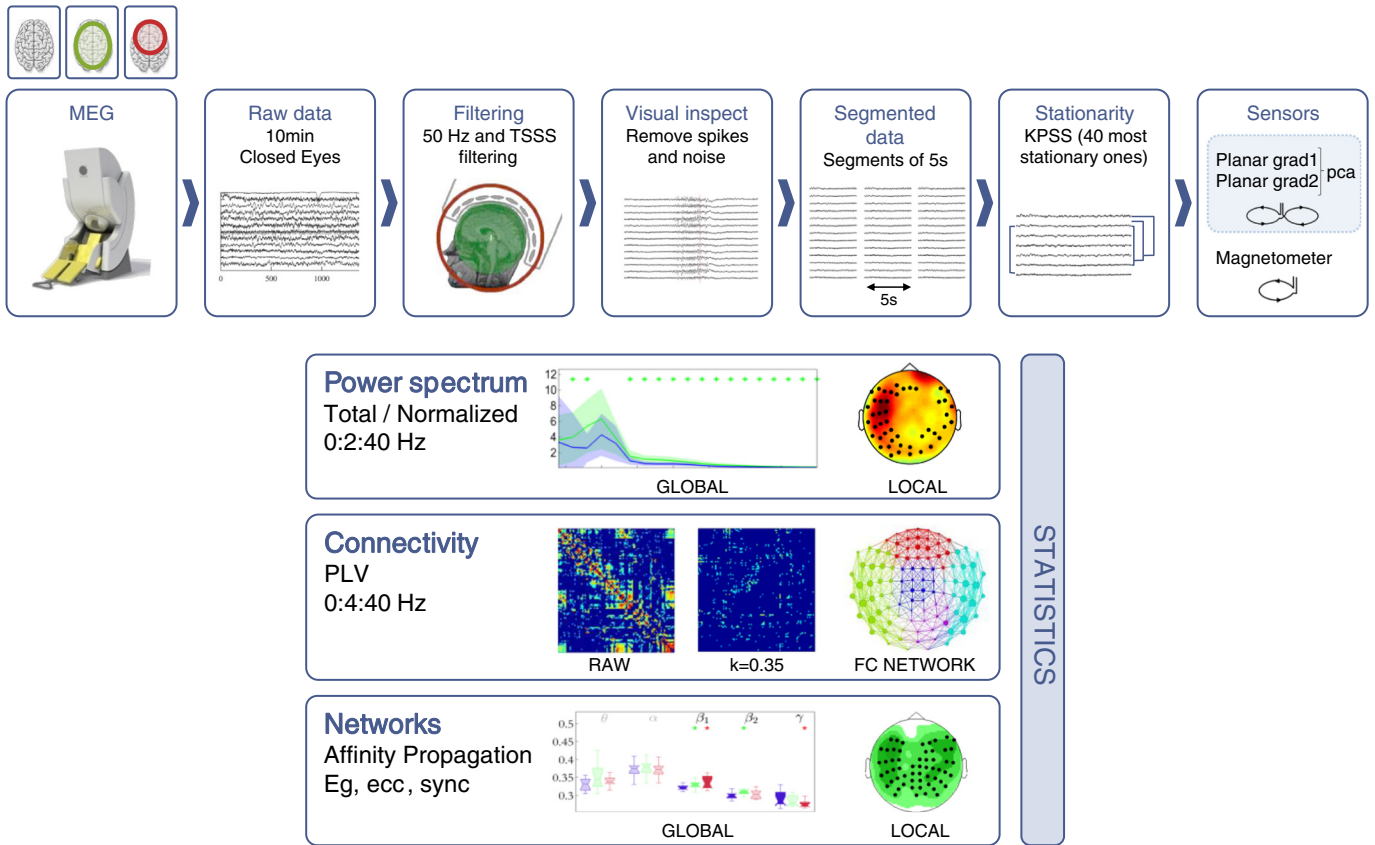 MEG
Raw data
10min
Closed Eyes
0
500
1000
Filtering
50 Hz and TSSS
filtering
Visual inspect
Remove spikes
and noise
Segmented
data
Segments of 5s
5s
Stationarity
KPSS (40 most
stationary ones)
Sensors
Planar grad1
Planar grad2
pca
Magnetometer
Power spectrum
Total / Normalized
0:2:40 Hz
12
10
8
6
4
2
GLOBAL
LOCAL
Connectivity
PLV
0:4:40 Hz
RAW
k=0.35
FC NETWORK
Networks
Affinity Propagation
Eg, ecc, sync
θ α β1 β2 γ
0.5
0.45
0.4
0.35
0.3
GLOBAL
LOCAL
STATISTICS